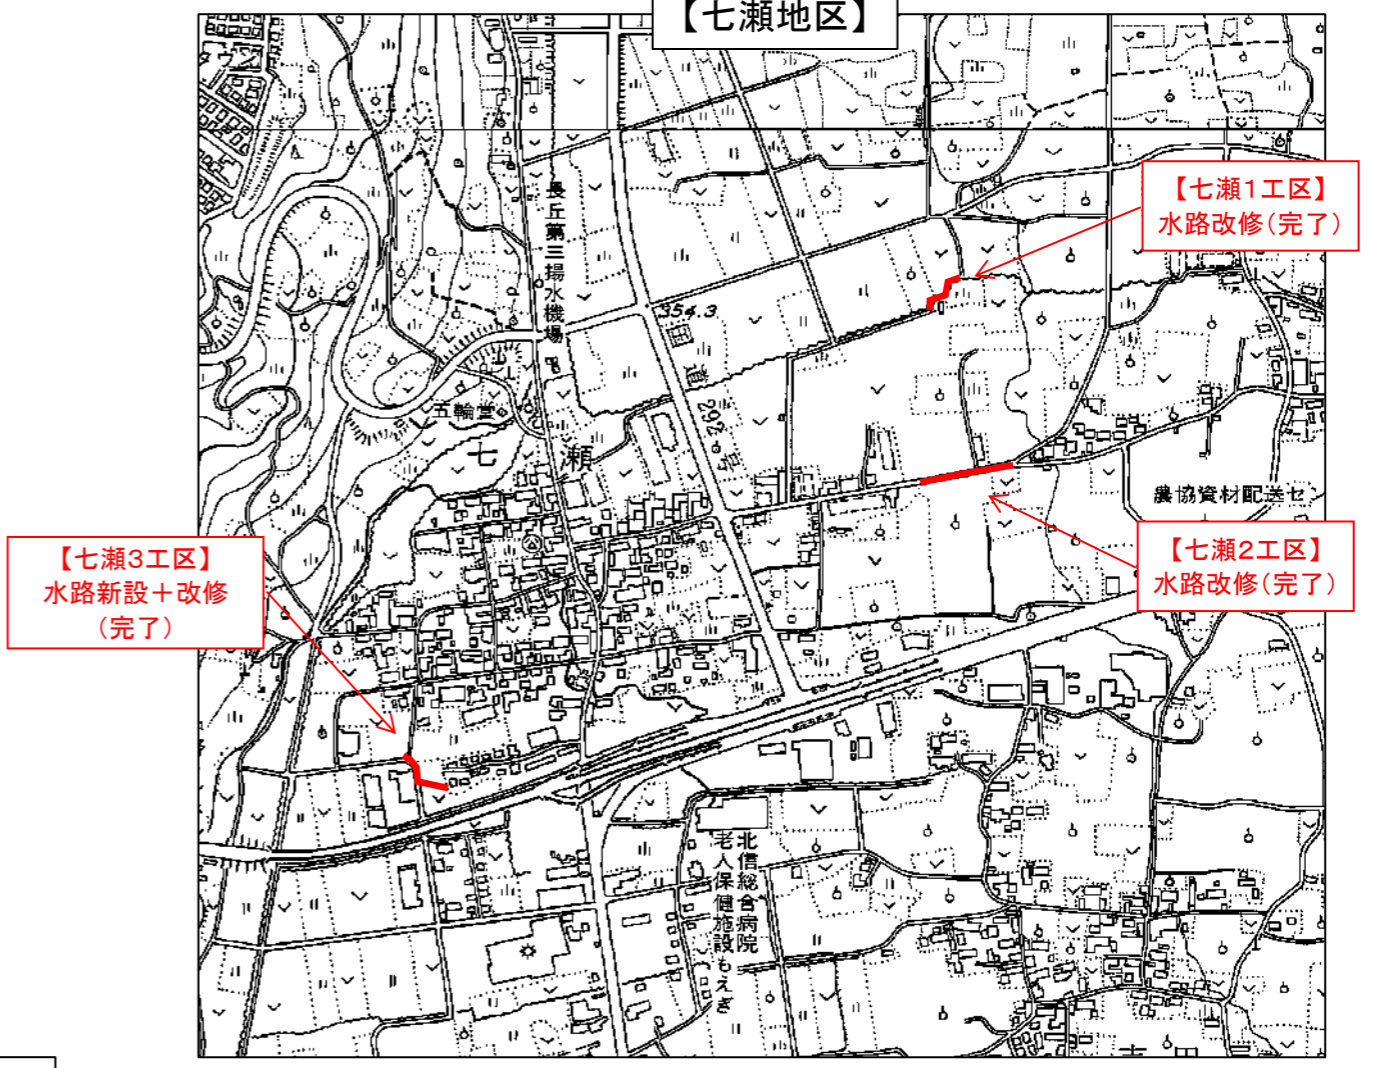 【七瀬地区】
【七瀬1工区】
水路改修(完了)
長丘第三揚水機場
354.3
国道292号
五輪堂
七瀬
農協資材配送セ
【七瀬2工区】
水路改修(完了)
【七瀬3工区】
水路新設＋改修
(完了)
北信総合病院
老人保健施設もえぎ